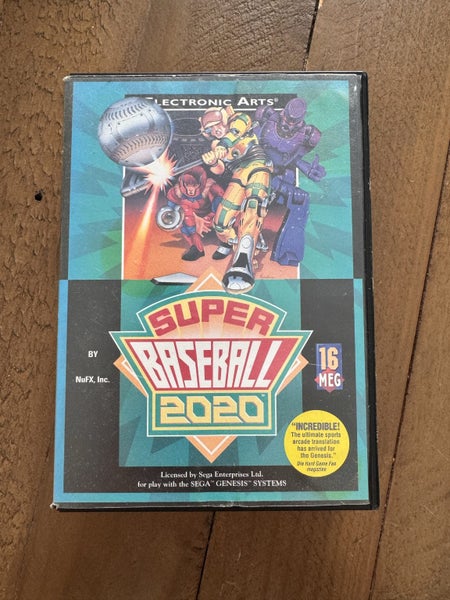 ELECTRONIC ARTS®
SUPER
BASEBALL
2020™
BY
NuFX, Inc.
16
MEG
"INCREDIBLE!
The ultimate sports
arcade translation
has arrived for
the Genesis."
Die Hard Game Fan
magazine
Licensed by Sega Enterprises Ltd.
for play with the SEGA™ GENESIS™ SYSTEMS